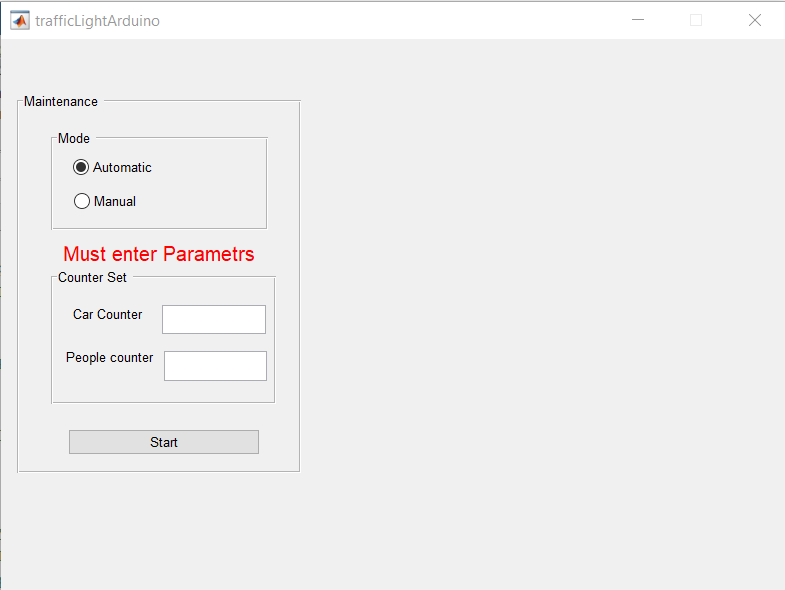 trafficLightArduino
Maintenance
Mode
Automatic
Manual
Must enter Parametrs
Counter Set
Car Counter
People counter
Start